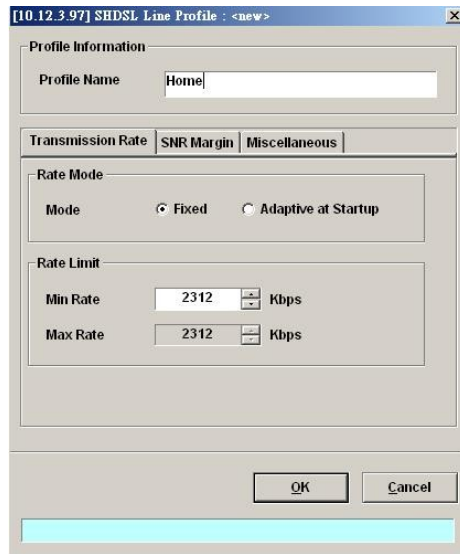 [10.12.3.97] SHDSL Line Profile : <new>
Profile Information
Profile Name Home
Transmission Rate SNR Margin Miscellaneous
Rate Mode
Mode Fixed Adaptive at Startup
Rate Limit
Min Rate 2312 Kbps
Max Rate 2312 Kbps
OK Cancel